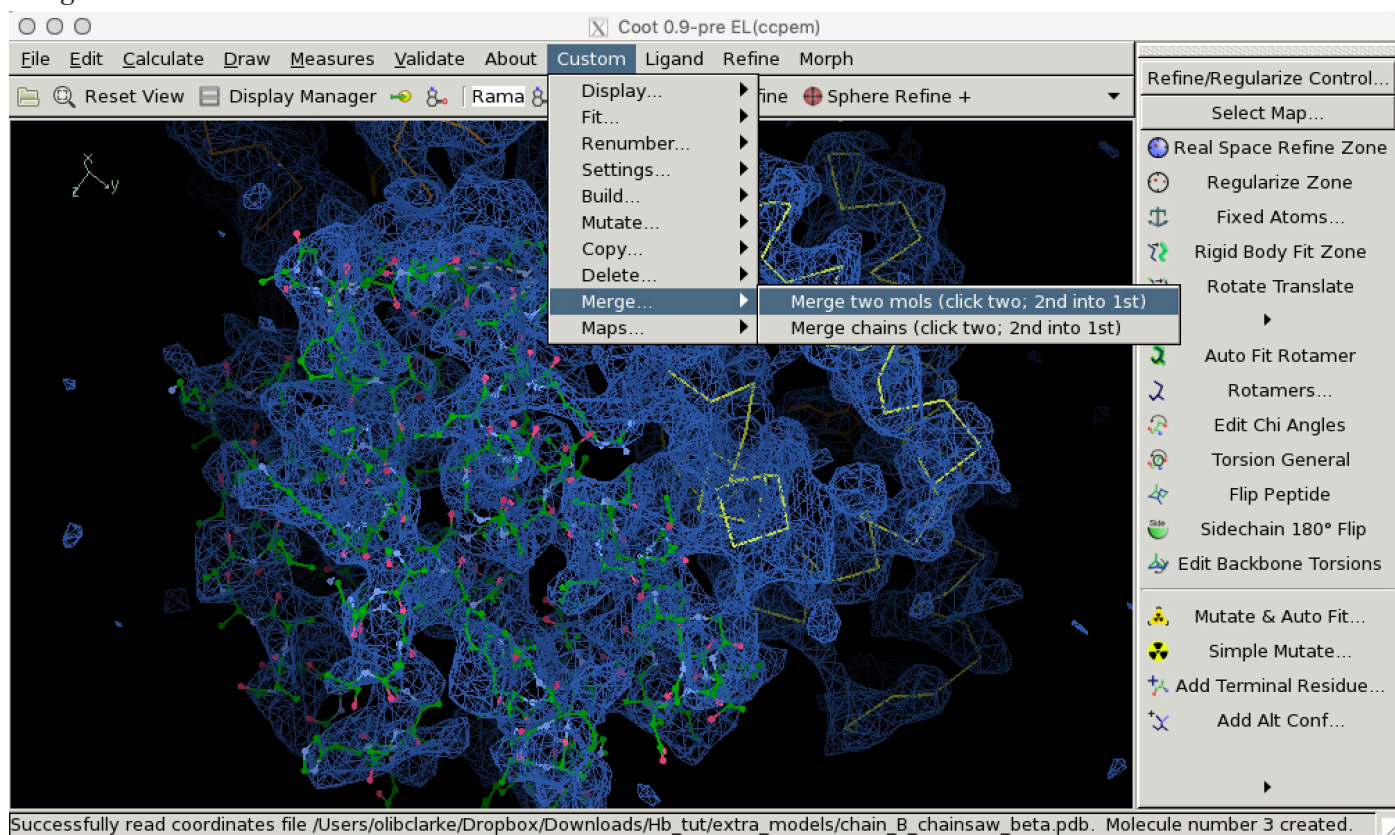 Coot 0.9-pre EL(ccpem)
File Edit Calculate Draw Measures Validate About Custom Ligand Refine Morph
Reset View Display Manager Rama Sphere Refine +
Display...
Fit...
Renumber...
Settings...
Build...
Mutate...
Copy...
Delete...
Merge...
Maps...
Merge two mols (click two; 2nd into 1st)
Merge chains (click two; 2nd into 1st)
x
y
z
Refine/Regularize Control...
Select Map...
Real Space Refine Zone
Regularize Zone
Fixed Atoms...
Rigid Body Fit Zone
Rotate Translate
Auto Fit Rotamer
Rotamers...
Edit Chi Angles
Torsion General
Flip Peptide
Side
Sidechain 180° Flip
Edit Backbone Torsions
Mutate & Auto Fit...
Simple Mutate...
Add Terminal Residue...
Add Alt Conf...
Successfully read coordinates file /Users/olibclarke/Dropbox/Downloads/Hb_tut/extra_models/chain_B_chainsaw_beta.pdb. Molecule number 3 created.